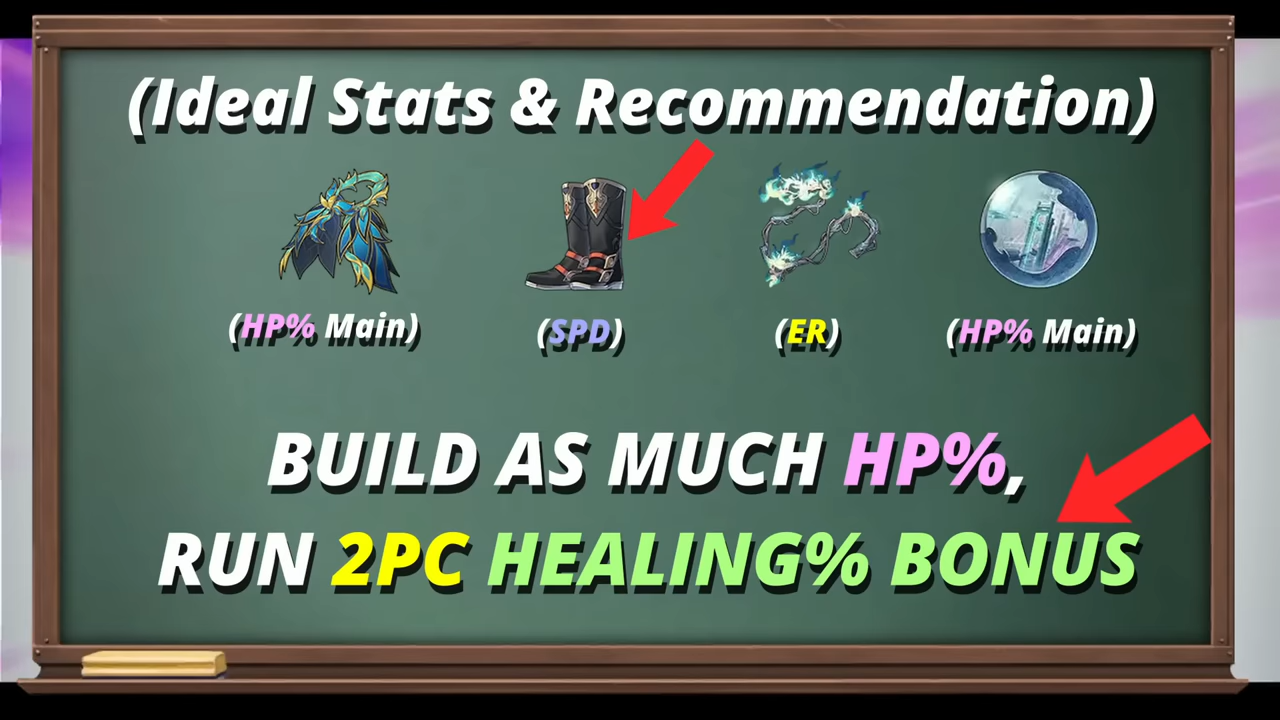 (Ideal Stats & Recommendation)
(HP% Main) (SPD) (ER) (HP% Main)
BUILD AS MUCH HP%,
RUN 2PC HEALING% BONUS